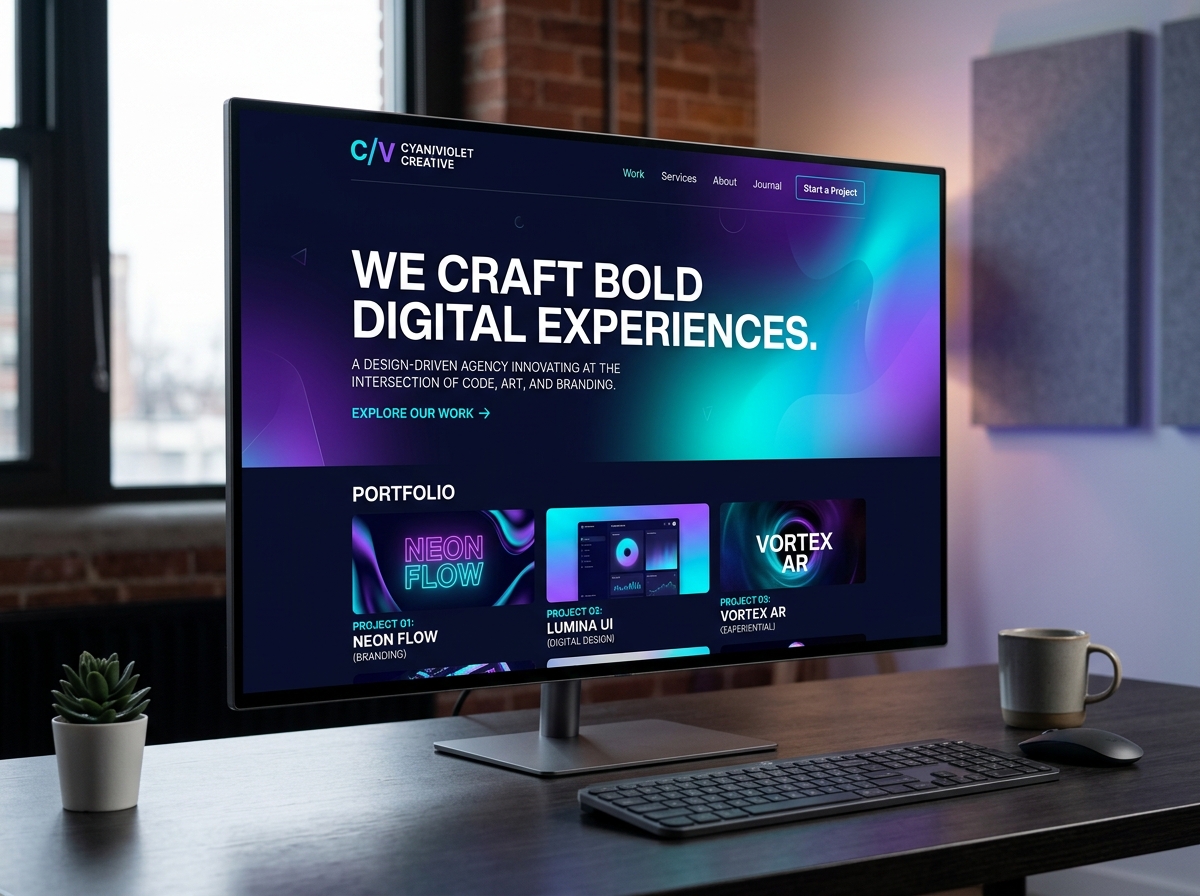 C/V
CYAN/VIOLET
CREATIVE
Work
Services
About
Journal
Start a Project
WE CRAFT BOLD
DIGITAL EXPERIENCES.
A DESIGN-DRIVEN AGENCY INNOVATING AT THE
INTERSECTION OF CODE, ART, AND BRANDING.
EXPLORE OUR WORK →
PORTFOLIO
NEON
FLOW
PROJECT 01:
NEON FLOW
(BRANDING)
PROJECT 02:
LUMINA UI
(DIGITAL DESIGN)
VORTEX
AR
PROJECT 03:
VORTEX AR
(EAPERIENTIAL)